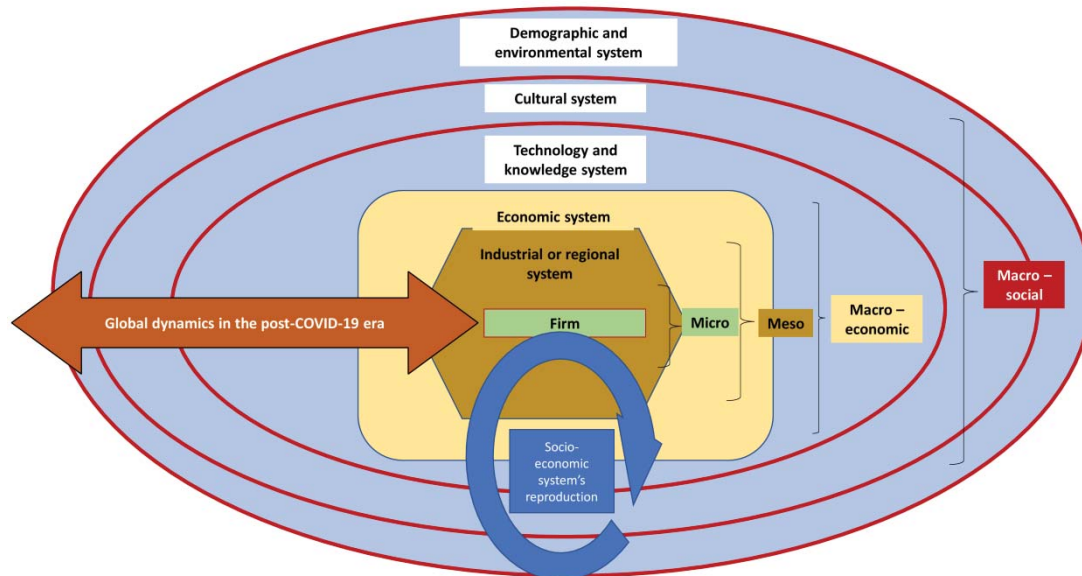 Demographic and
environmental system
Cultural system
Technology and
knowledge system
Economic system
Industrial or regional
system
Global dynamics in the post-COVID-19 era
Firm
Micro
Meso
Macro –
economic
Macro –
social
Socio-
economic
system's
reproduction